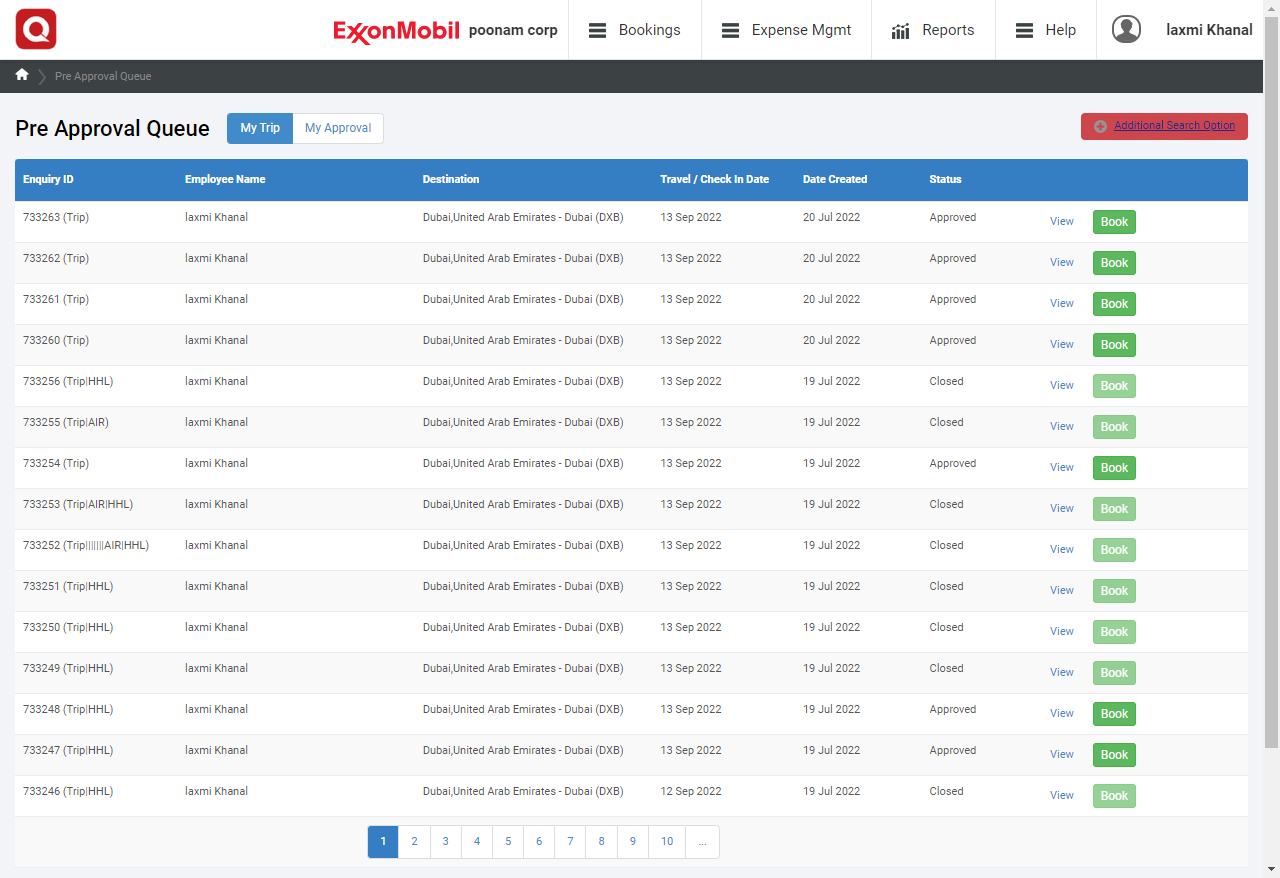 Q ExxonMobil poonam corp Bookings Expense Mgmt Reports Help laxmi Khanal
Pre Approval Queue
Pre Approval Queue My Trip My Approval Additional Search Option
Enquiry ID Employee Name Destination Travel / Check In Date Date Created Status
733263 (Trip) laxmi Khanal Dubai,United Arab Emirates - Dubai (DXB) 13 Sep 2022 20 Jul 2022 Approved View Book
733262 (Trip) laxmi Khanal Dubai,United Arab Emirates - Dubai (DXB) 13 Sep 2022 20 Jul 2022 Approved View Book
733261 (Trip) laxmi Khanal Dubai,United Arab Emirates - Dubai (DXB) 13 Sep 2022 20 Jul 2022 Approved View Book
733260 (Trip) laxmi Khanal Dubai,United Arab Emirates - Dubai (DXB) 13 Sep 2022 20 Jul 2022 Approved View Book
733256 (Trip|HHL) laxmi Khanal Dubai,United Arab Emirates - Dubai (DXB) 13 Sep 2022 19 Jul 2022 Closed View Book
733255 (Trip|AIR) laxmi Khanal Dubai,United Arab Emirates - Dubai (DXB) 13 Sep 2022 19 Jul 2022 Closed View Book
733254 (Trip) laxmi Khanal Dubai,United Arab Emirates - Dubai (DXB) 13 Sep 2022 19 Jul 2022 Approved View Book
733253 (Trip|AIR|HHL) laxmi Khanal Dubai,United Arab Emirates - Dubai (DXB) 13 Sep 2022 19 Jul 2022 Closed View Book
733252 (Trip|||||||AIR|HHL) laxmi Khanal Dubai,United Arab Emirates - Dubai (DXB) 13 Sep 2022 19 Jul 2022 Closed View Book
733251 (Trip|HHL) laxmi Khanal Dubai,United Arab Emirates - Dubai (DXB) 13 Sep 2022 19 Jul 2022 Closed View Book
733250 (Trip|HHL) laxmi Khanal Dubai,United Arab Emirates - Dubai (DXB) 13 Sep 2022 19 Jul 2022 Closed View Book
733249 (Trip|HHL) laxmi Khanal Dubai,United Arab Emirates - Dubai (DXB) 13 Sep 2022 19 Jul 2022 Closed View Book
733248 (Trip|HHL) laxmi Khanal Dubai,United Arab Emirates - Dubai (DXB) 13 Sep 2022 19 Jul 2022 Approved View Book
733247 (Trip|HHL) laxmi Khanal Dubai,United Arab Emirates - Dubai (DXB) 13 Sep 2022 19 Jul 2022 Approved View Book
733246 (Trip|HHL) laxmi Khanal Dubai,United Arab Emirates - Dubai (DXB) 12 Sep 2022 19 Jul 2022 Closed View Book
1 2 3 4 5 6 7 8 9 10 ...